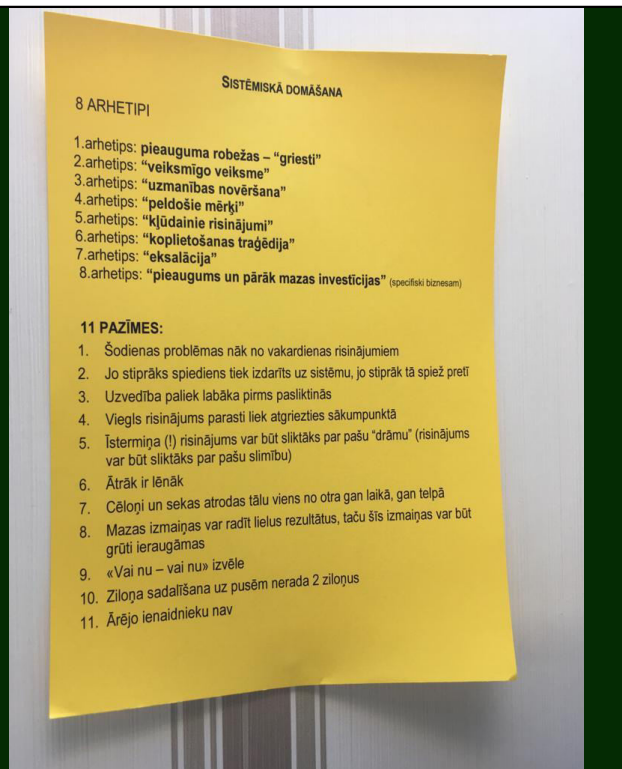 SISTĒMISKĀ DOMĀŠANA
8 ARHETIPI
1.arhetips: pieauguma robežas – “griesti”
2.arhetips: “veiksmīgo veiksme”
3.arhetips: “uzmanības novēršana”
4.arhetips: “peldošie mērķi”
5.arhetips: “kļūdainie risinājumi”
6.arhetips: “koplietošanas traģēdija”
7.arhetips: “eksalācija”
8.arhetips: “pieaugums un pārāk mazas investīcijas” (specifiski biznesam)
11 PAZĪMES:
1. Šodienas problēmas nāk no vakardienas risinājumiem
2. Jo stiprāks spiediens tiek izdarīts uz sistēmu, jo stiprāk tā spiež pretī
3. Uzvedība paliek labāka pirms pasliktinās
4. Viegls risinājums parasti liek atgriezties sākumpunktā
5. Īstermiņa (!) risinājums var būt sliktāks par pašu “drāmu” (risinājums
var būt sliktāks par pašu slimību)
6. Ātrāk ir lēnāk
7. Cēloņi un sekas atrodas tālu viens no otra gan laikā, gan telpā
8. Mazas izmaiņas var radīt lielus rezultātus, taču šīs izmaiņas var būt
grūti ieraugāmas
9. «Vai nu – vai nu» izvēle
10. Ziloņa sadalīšana uz pusēm nerada 2 ziloņus
11. Ārējo ienaidnieku nav